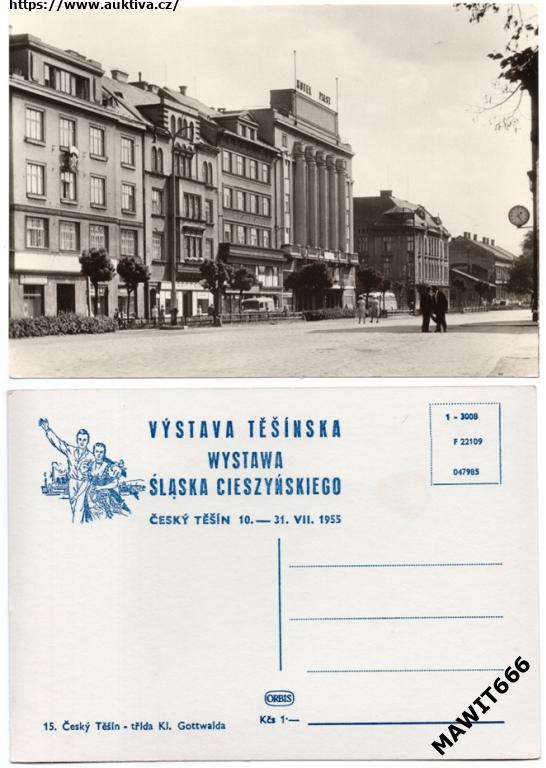 https://www.auktiva.cz/
HOTEL PIAST
VÝSTAVA TĚŠÍNSKA
WYSTAWA
ŚLĄSKA CIESZYŃSKIEGO
ČESKÝ TĚŠÍN 10. — 31. VII. 1955
1 - 3008
F 22109
047985
ORBIS
Kčs 1·—
15. Český Těšín - třída Kl. Gottwalda
MAWIT666